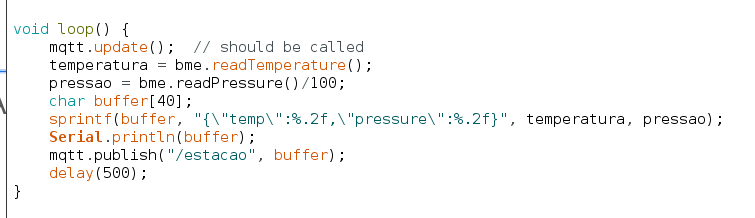 void loop() {
    mqtt.update();  // should be called
    temperatura = bme.readTemperature();
    pressao = bme.readPressure()/100;
    char buffer[40];
    sprintf(buffer, "{\"temp\":%.2f,\"pressure\":%.2f}", temperatura, pressao);
    Serial.println(buffer);
    mqtt.publish("/estacao", buffer);
    delay(500);
}